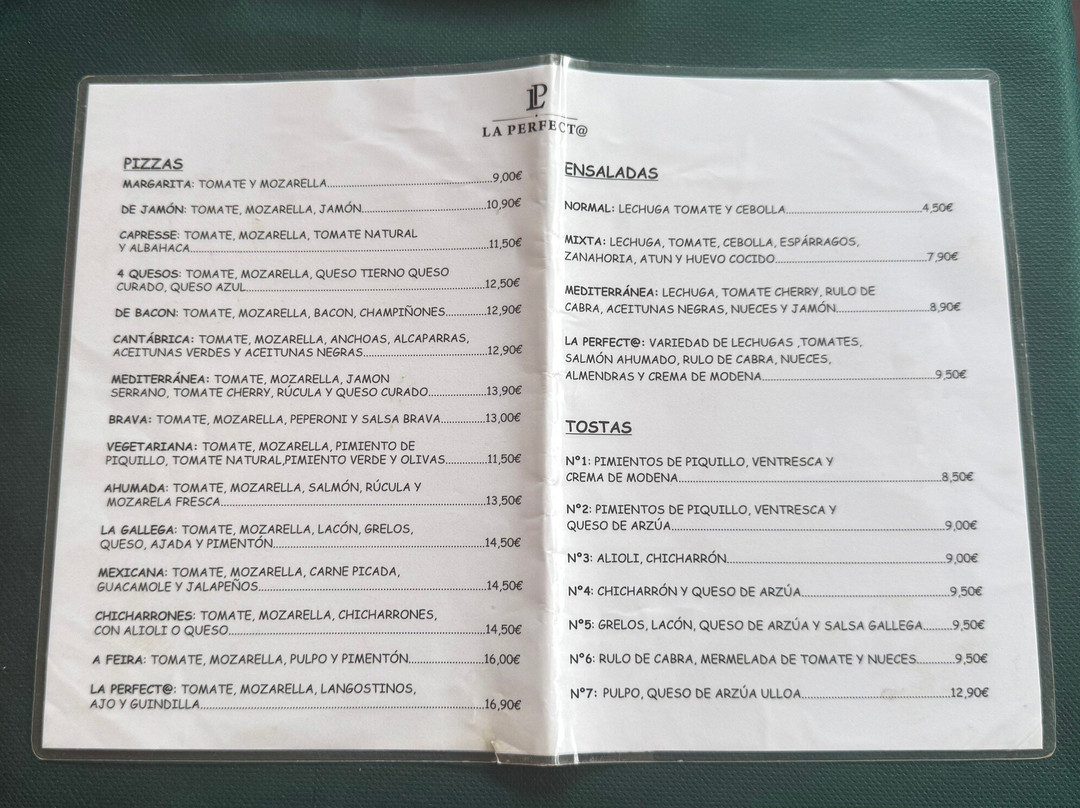 LP
LA PERFECT@
PIZZAS
MARGARITA: TOMATE Y MOZARELLA....................9,00€
DE JAMÓN: TOMATE, MOZARELLA, JAMÓN....................10,90€
CAPRESSE: TOMATE, MOZARELLA, TOMATE NATURAL
Y ALBAHACA....................11,50€
4 QUESOS: TOMATE, MOZARELLA, QUESO TIERNO QUESO
CURADO, QUESO AZUL....................12,50€
DE BACON: TOMATE, MOZARELLA, BACON, CHAMPIÑONES..........12,90€
CANTÁBRICA: TOMATE, MOZARELLA, ANCHOAS, ALCAPARRAS,
ACEITUNAS VERDES Y ACEITUNAS NEGRAS....................12,90€
MEDITERRÁNEA: TOMATE, MOZARELLA, JAMON
SERRANO, TOMATE CHERRY, RÚCULA Y QUESO CURADO..........13,90€
BRAVA: TOMATE, MOZARELLA, PEPERONI Y SALSA BRAVA..........13,00€
VEGETARIANA: TOMATE, MOZARELLA, PIMIENTO DE
PIQUILLO, TOMATE NATURAL,PIMIENTO VERDE Y OLIVAS..........11,50€
AHUMADA: TOMATE, MOZARELLA, SALMÓN, RÚCULA Y
MOZARELA FRESCA....................13,50€
LA GALLEGA: TOMATE, MOZARELLA, LACÓN, GRELOS,
QUESO, AJADA Y PIMENTÓN....................14,50€
MEXICANA: TOMATE, MOZARELLA, CARNE PICADA,
GUACAMOLE Y JALAPEÑOS....................14,50€
CHICHARRONES: TOMATE, MOZARELLA, CHICHARRONES,
CON ALIOLI O QUESO....................14,50€
A FEIRA: TOMATE, MOZARELLA, PULPO Y PIMENTÓN....................16,00€
LA PERFECT@: TOMATE, MOZARELLA, LANGOSTINOS,
AJO Y GUINDILLA....................16,90€
ENSALADAS
NORMAL: LECHUGA TOMATE Y CEBOLLA....................4,50€
MIXTA: LECHUGA, TOMATE, CEBOLLA, ESPÁRRAGOS,
ZANAHORIA, ATUN Y HUEVO COCIDO....................7,90€
MEDITERRÁNEA: LECHUGA, TOMATE CHERRY, RULO DE
CABRA, ACEITUNAS NEGRAS, NUECES Y JAMÓN....................8,90€
LA PERFECT@: VARIEDAD DE LECHUGAS ,TOMATES,
SALMÓN AHUMADO, RULO DE CABRA, NUECES,
ALMENDRAS Y CREMA DE MODENA....................9,50€
TOSTAS
Nº1: PIMIENTOS DE PIQUILLO, VENTRESCA Y
CREMA DE MODENA....................8,50€
Nº2: PIMIENTOS DE PIQUILLO, VENTRESCA Y
QUESO DE ARZÚA....................9,00€
Nº3: ALIOLI, CHICHARRÓN....................9,00€
Nº4: CHICHARRÓN Y QUESO DE ARZÚA....................9,50€
Nº5: GRELOS, LACÓN, QUESO DE ARZÚA Y SALSA GALLEGA........9,50€
Nº6: RULO DE CABRA, MERMELADA DE TOMATE Y NUECES..........9,50€
Nº7: PULPO, QUESO DE ARZÚA ULLOA....................12,90€